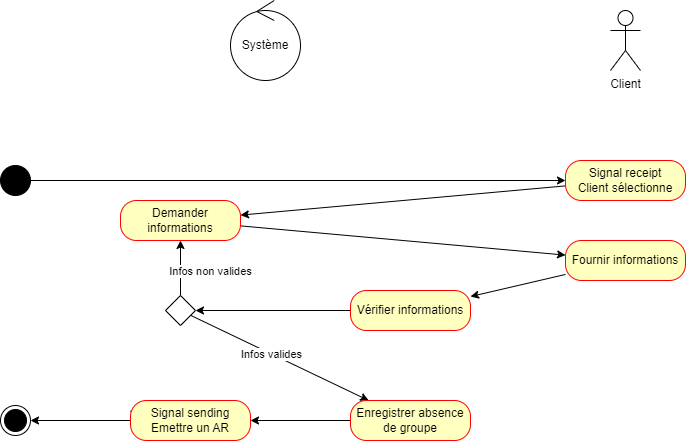 Système
Client
Signal receipt
Client sélectionne
Demander
informations
Fournir informations
Infos non valides
Vérifier informations
Infos valides
Signal sending
Emettre un AR
Enregistrer absence
de groupe